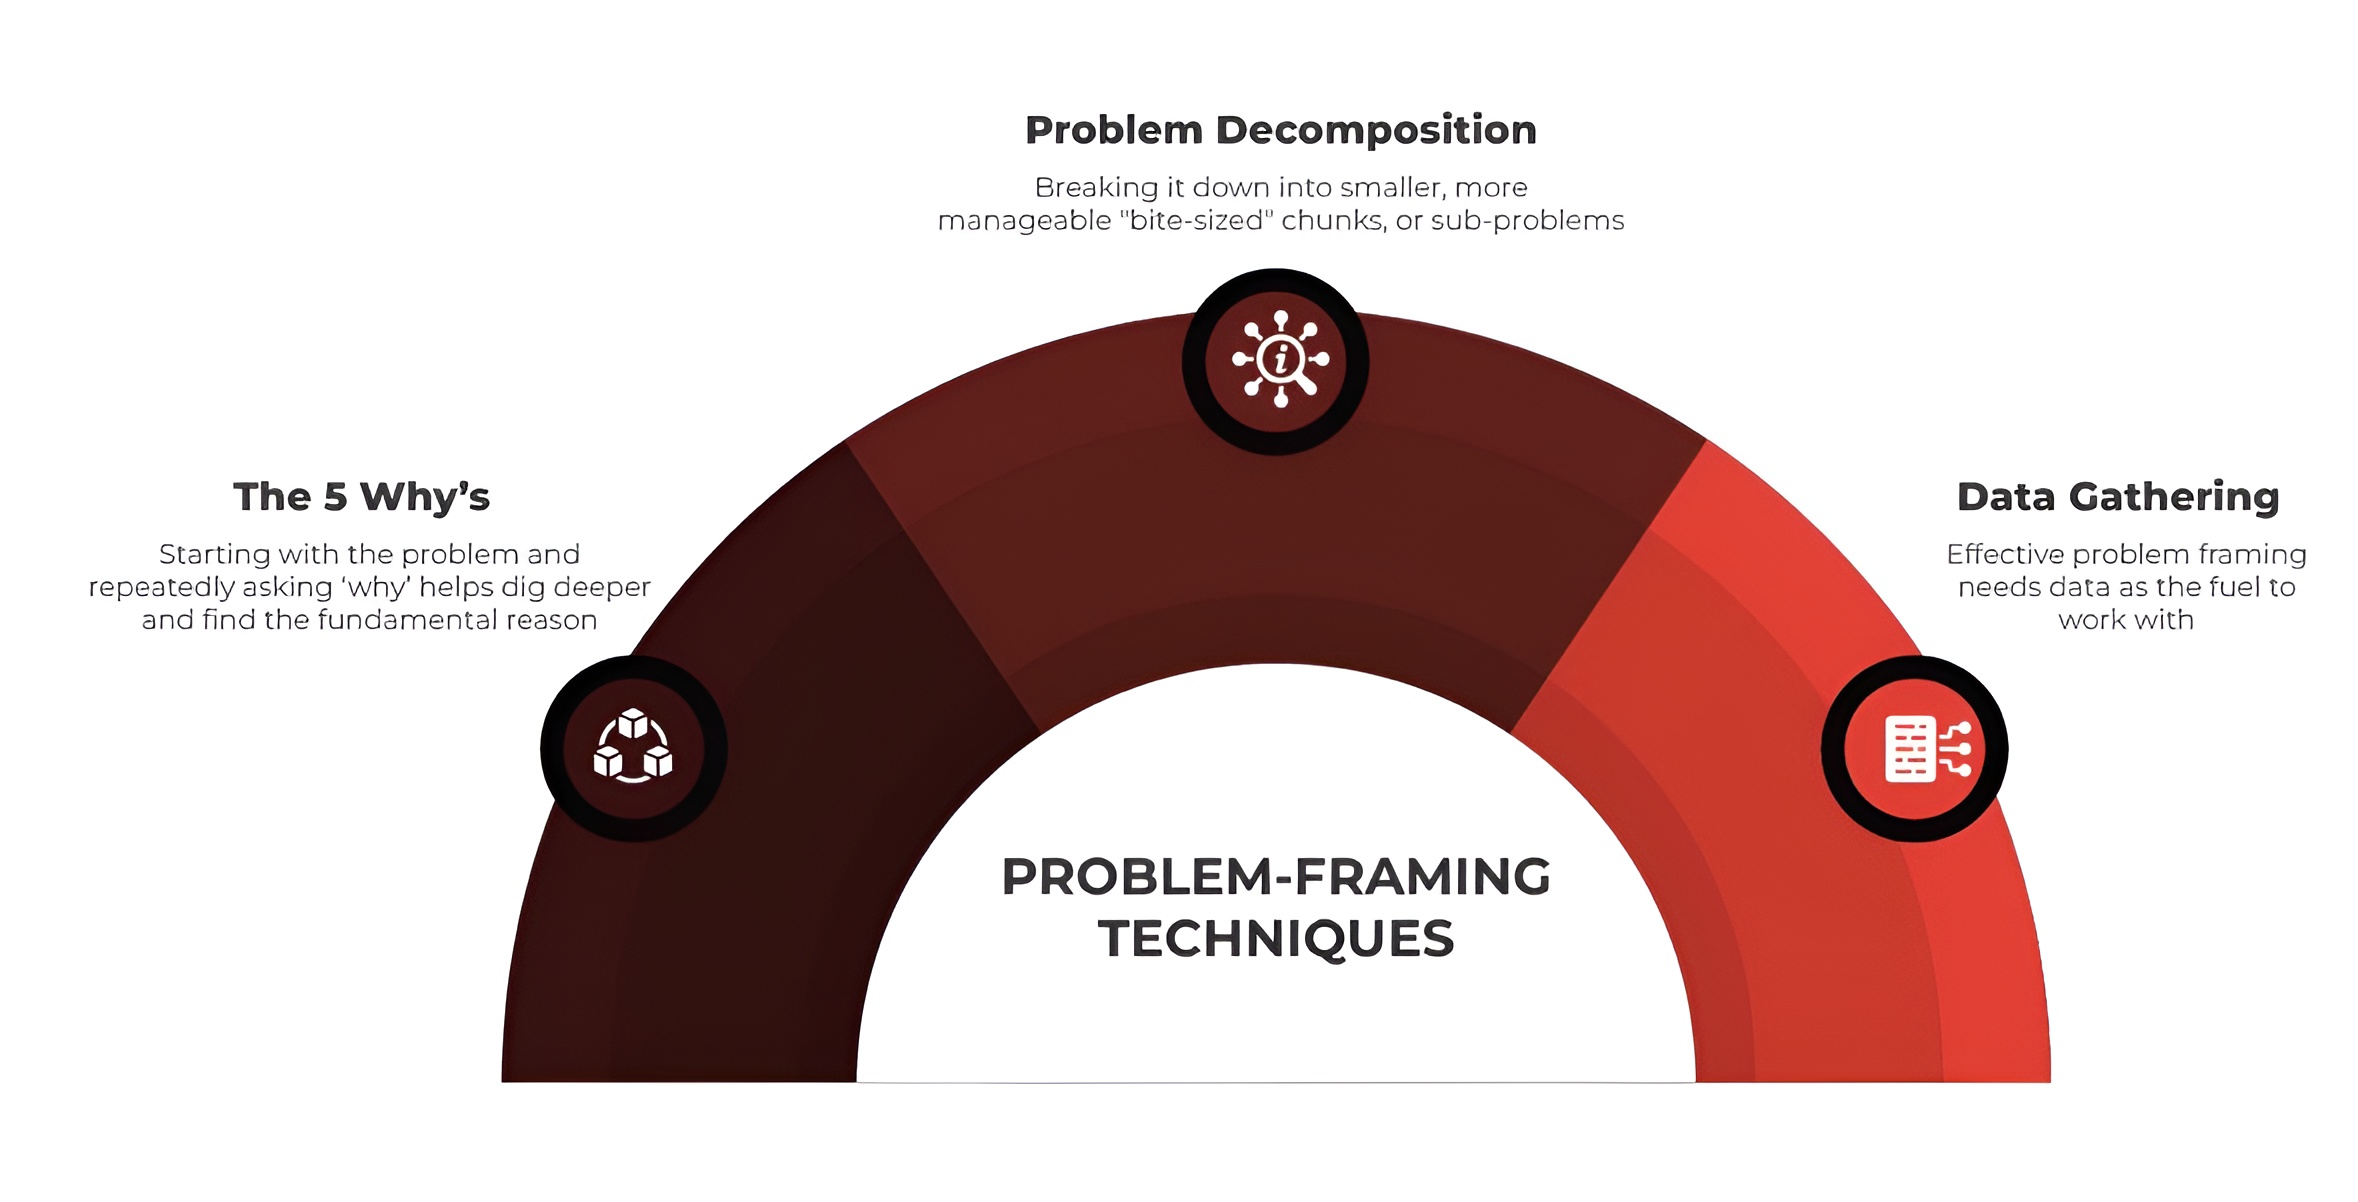 Problem Decomposition
Breaking it down into smaller, more
manageable "bite-sized" chunks, or sub-problems
The 5 Why’s
Starting with the problem and
repeatedly asking ‘why’ helps dig deeper
and find the fundamental reason
Data Gathering
Effective problem framing
needs data as the fuel to
work with
PROBLEM-FRAMING
TECHNIQUES